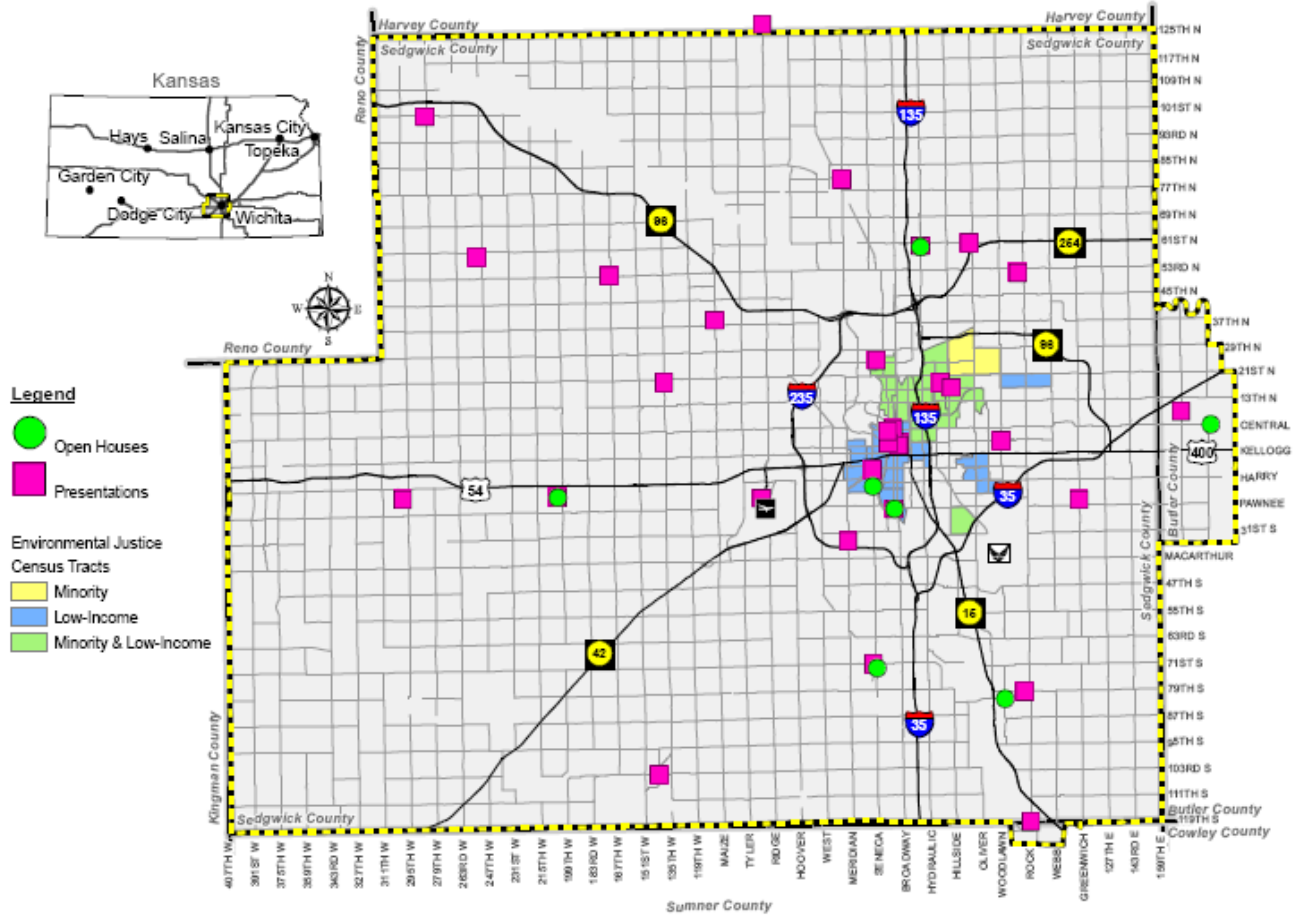 Harvey County
Harvey County
Sedgwick County
Sedgwick County
Reno County
125TH N
117TH N
109TH N
101ST N
93RD N
85TH N
77TH N
69TH N
61ST N
53RD N
45TH N
37TH N
29TH N
21ST N
13TH N
CENTRAL
KELLOGG
HARRY
PAWNEE
31ST S
MACARTHUR
47TH S
55TH S
63RD S
71ST S
79TH S
87TH S
95TH S
103RD S
111TH S
119TH S
Kansas
Hays
Salina
Kansas City
Topeka
Garden City
Dodge City
Wichita
N
W
E
S
Reno County
135
96
254
96
235
135
400
54
35
42
15
35
Legend
Open Houses
Presentations
Environmental Justice
Census Tracts
Minority
Low-Income
Minority & Low-Income
Butler County
Sedgwick County
Kingman County
Sedgwick County
Butler County
Cowley County
407TH W
391ST W
375TH W
359TH W
343RD W
327TH W
311TH W
295TH W
279TH W
263RD W
247TH W
231ST W
215TH W
199TH W
183RD W
167TH W
151ST W
135TH W
119TH W
MAIZE
TYLER
RIDGE
HOOVER
WEST
MERIDIAN
SENECA
BROADWAY
HYDRAULIC
HILLSIDE
OLIVER
WOODLAWN
ROCK
WEBB
GREENWICH
127TH E
143RD E
159TH E
Sumner County